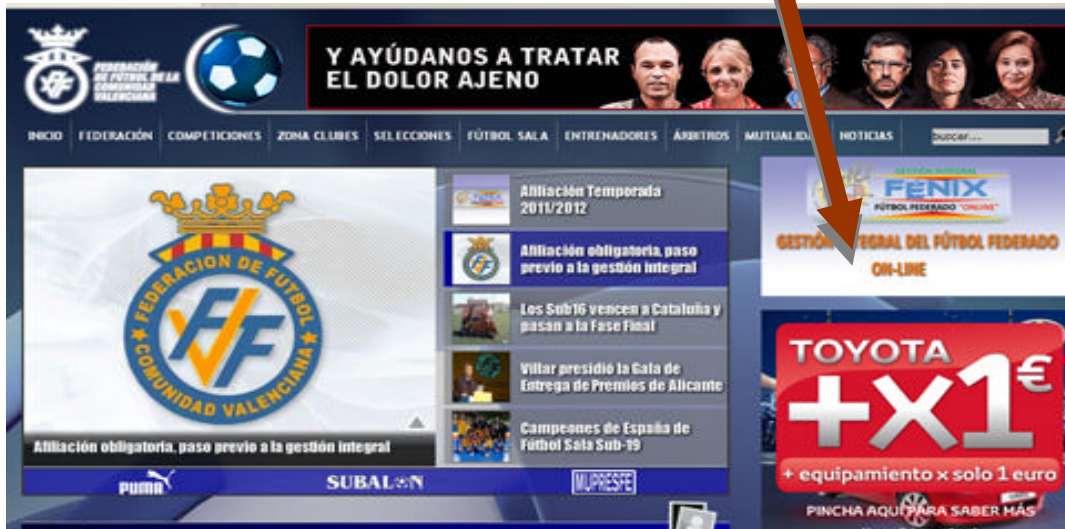 FEDERACIÓN
DE FÚTBOL DE LA
COMUNIDAD
VALENCIANA
Y AYÚDANOS A TRATAR
EL DOLOR AJENO
INICIO FEDERACIÓN COMPETICIONES ZONA CLUBES SELECCIONES FÚTBOL SALA ENTRENADORES ÁRBITROS MUTUALIDAD NOTICIAS buscar...
FEDERACION DE FUTBOL
COMUNIDAD VALENCIANA
FFCV
Afiliación obligatoria, paso previo a la gestión integral
Afiliación Temporada
2011/2012
Afiliación obligatoria, paso
previo a la gestión integral
Los Sub16 vencen a Cataluña y
pasan a la Fase Final
Villar presidió la Gala de
Entrega de Premios de Alicante
Campeones de España de
Fútbol Sala Sub-19
PUMA SUBALON MUPRESFE
GESTIÓN INTEGRAL
FÉNIX
FÚTBOL FEDERADO "ONLINE"
GESTIÓN INTEGRAL DEL FÚTBOL FEDERADO
ON-LINE
TOYOTA
+x1€
+ equipamiento x solo 1 euro
PINCHA AQUÍ PARA SABER MÁS